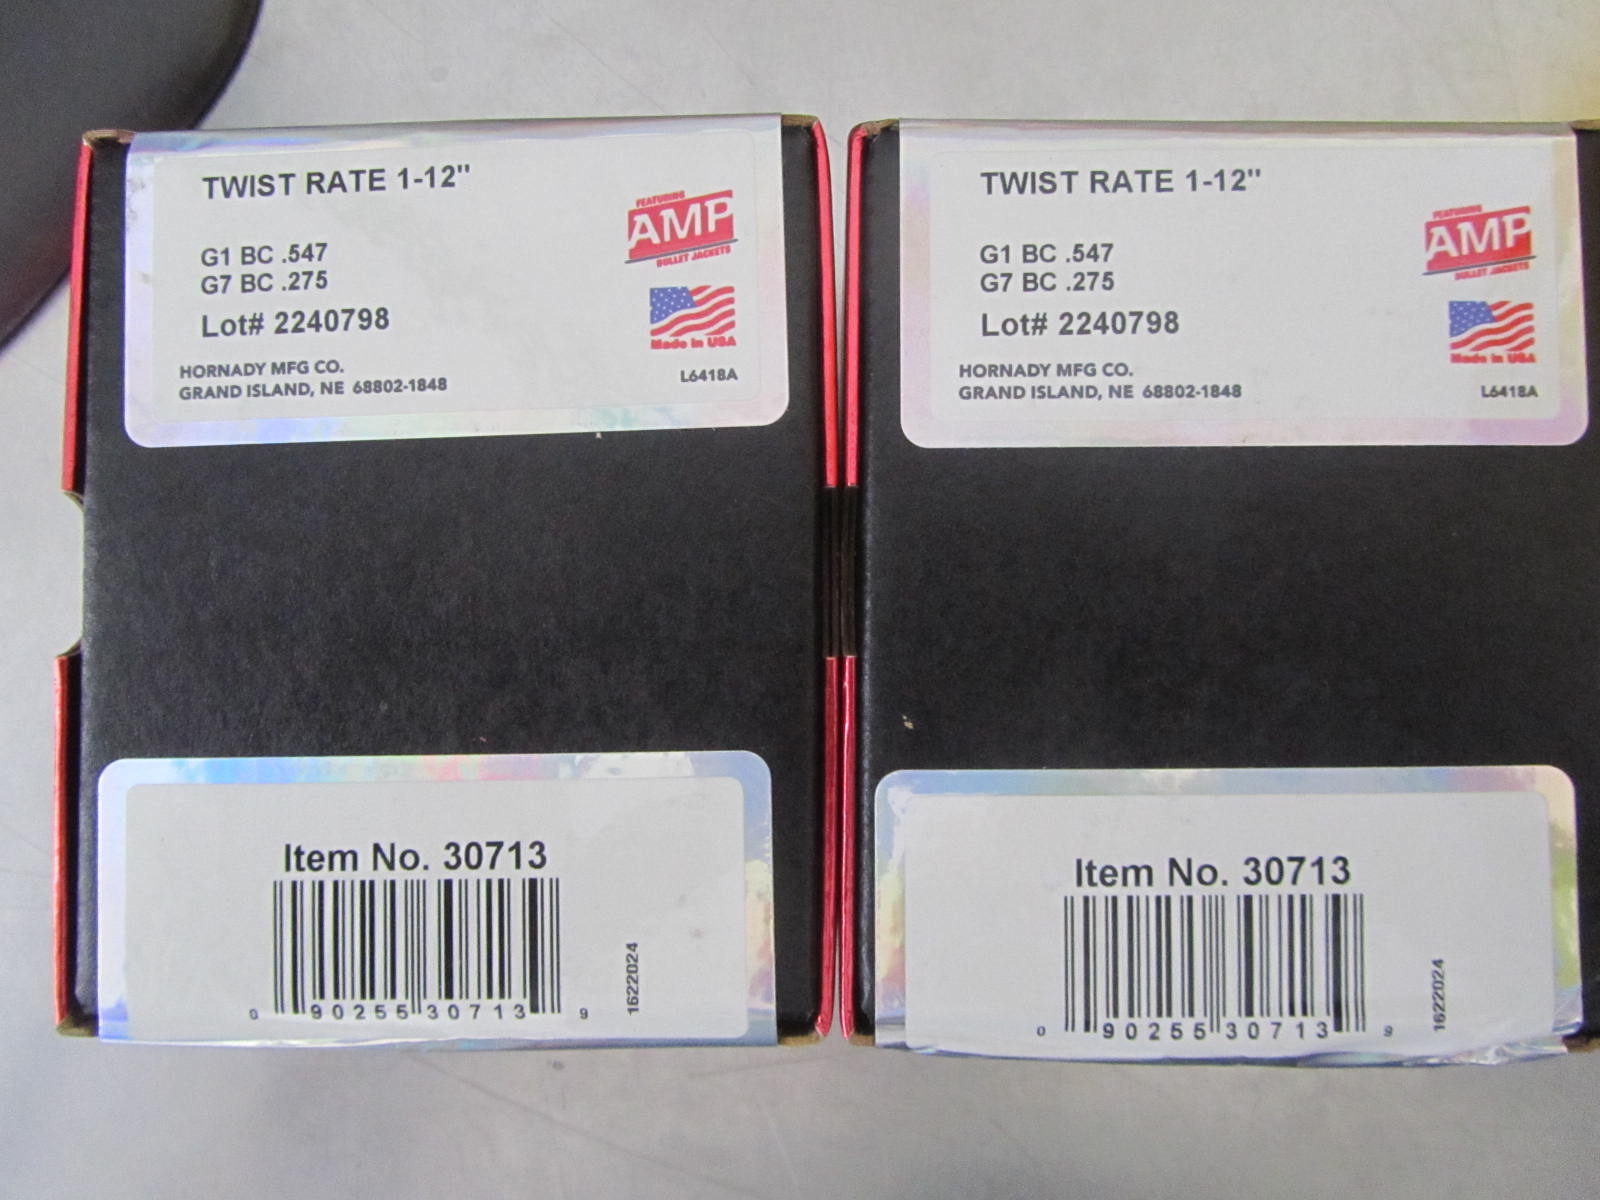 TWIST RATE 1-12"
FEATURING
AMP
BULLET JACKETS
G1 BC .547
G7 BC .275
Lot# 2240798
Made in USA
HORNADY MFG CO.
GRAND ISLAND, NE 68802-1848
L6418A
Item No. 30713
0 90255 30713 9
1622024
TWIST RATE 1-12"
FEATURING
AMP
BULLET JACKETS
G1 BC .547
G7 BC .275
Lot# 2240798
Made in USA
HORNADY MFG CO.
GRAND ISLAND, NE 68802-1848
L6418A
Item No. 30713
0 90255 30713 9
1622024